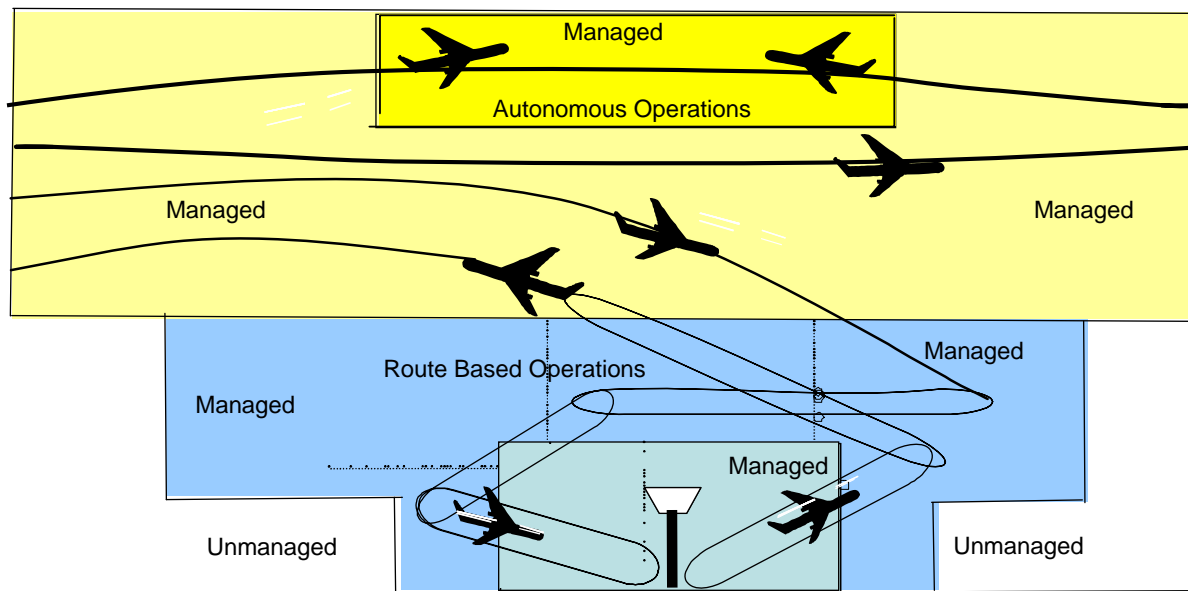 Managed
Autonomous Operations
Managed
Managed
Managed
Route Based Operations
Managed
Managed
Unmanaged
Unmanaged